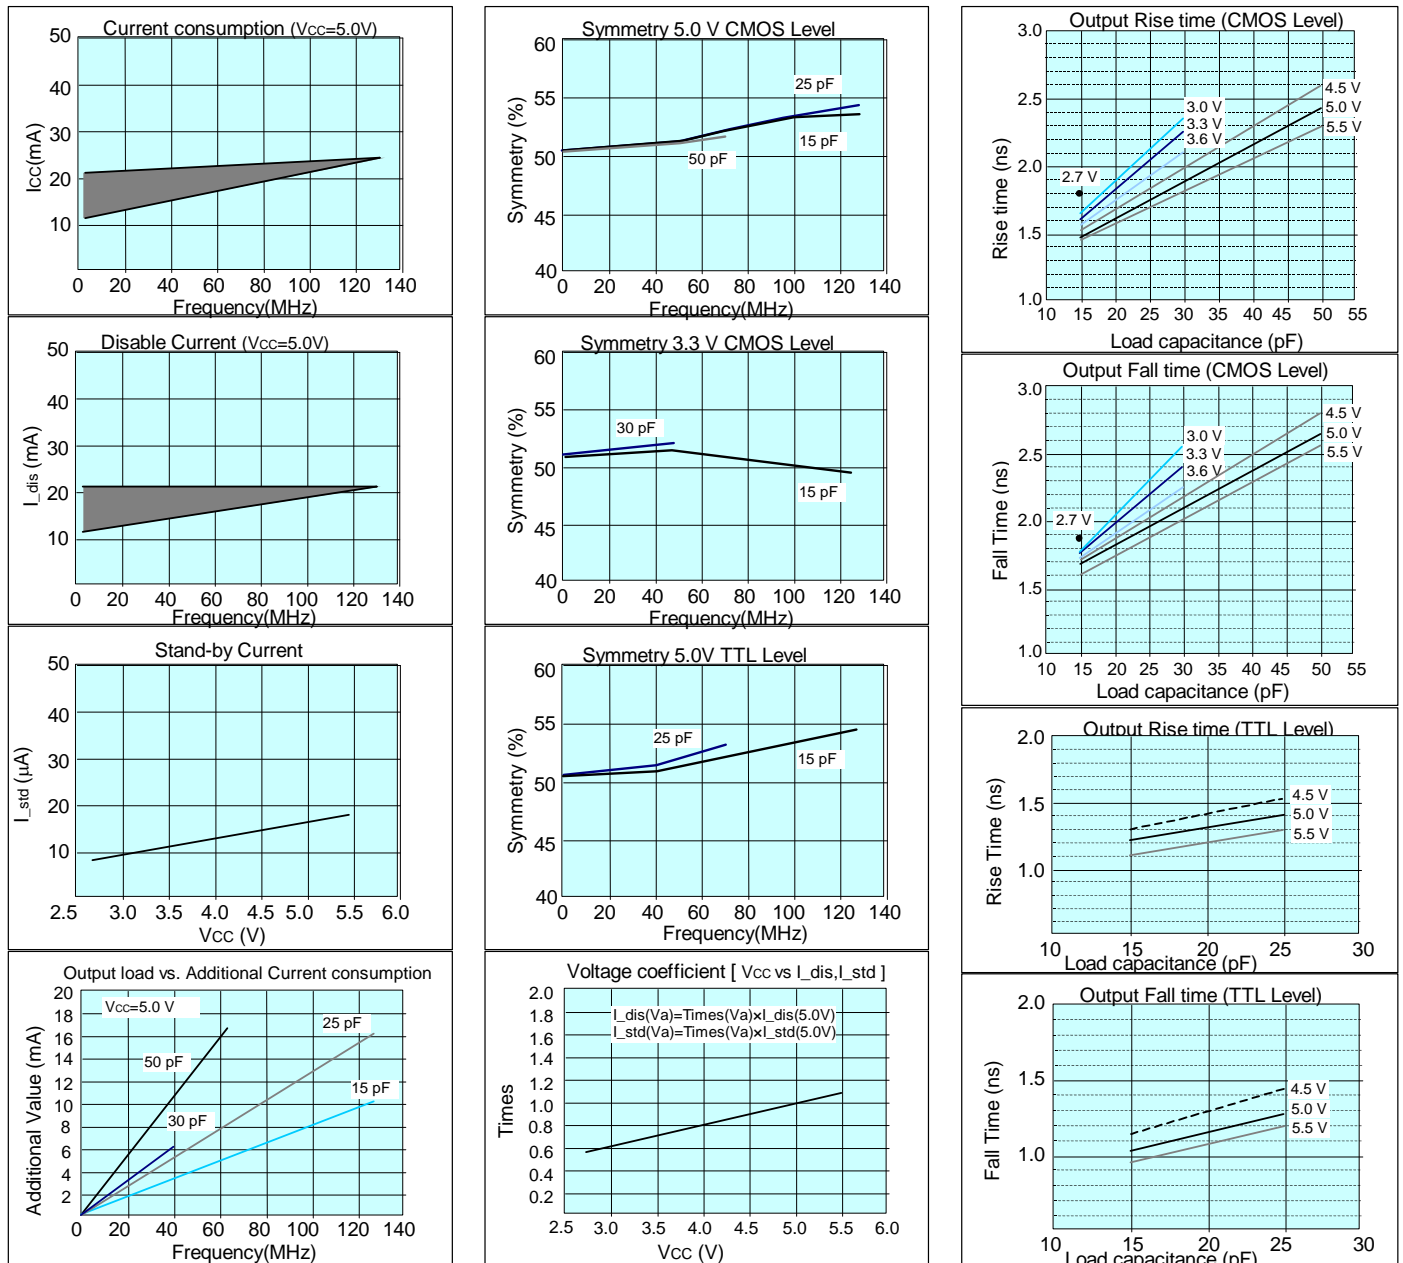 Current consumption (VCC=5.0V)
50
40
30
20
10
ICC(mA)
0 20 40 60 80 100 120 140
Frequency(MHz)
Disable Current (VCC=5.0V)
50
40
30
20
10
I_dis (mA)
0 20 40 60 80 100 120 140
Frequency(MHz)
Stand-by Current
50
40
30
20
10
I_std (µA)
2.5 3.0 3.5 4.0 4.5 5.0 5.5 6.0
VCC (V)
Output load vs. Additional Current consumption
20
18
16
14
12
10
8
6
4
2
Additional Value (mA)
VCC=5.0 V
25 pF
50 pF
15 pF
30 pF
0 20 40 60 80 100 120 140
Frequency(MHz)
Symmetry 5.0 V CMOS Level
60
55
50
45
40
Symmetry (%)
25 pF
15 pF
50 pF
0 20 40 60 80 100 120 140
Frequency(MHz)
Symmetry 3.3 V CMOS Level
60
55
50
45
40
Symmetry (%)
30 pF
15 pF
0 20 40 60 80 100 120 140
Frequency(MHz)
Symmetry 5.0V TTL Level
60
55
50
45
40
Symmetry (%)
25 pF
15 pF
0 20 40 60 80 100 120 140
Frequency(MHz)
Voltage coefficient [ VCC vs I_dis,I_std ]
2.0
1.8
1.6
1.4
1.2
1.0
0.8
0.6
0.4
0.2
Times
I_dis(Va)=Times(Va)×I_dis(5.0V)
I_std(Va)=Times(Va)×I_std(5.0V)
2.5 3.0 3.5 4.0 4.5 5.0 5.5 6.0
VCC (V)
Output Rise time (CMOS Level)
3.0
2.5
2.0
1.5
1.0
Rise time (ns)
4.5 V
3.0 V
5.0 V
3.3 V
5.5 V
3.6 V
2.7 V
10 15 20 25 30 35 40 45 50 55
Load capacitance (pF)
Output Fall time (CMOS Level)
3.0
2.5
2.0
1.5
1.0
Fall Time (ns)
4.5 V
5.0 V
3.0 V
5.5 V
3.3 V
3.6 V
2.7 V
10 15 20 25 30 35 40 45 50 55
Load capacitance (pF)
Output Rise time (TTL Level)
2.0
1.5
1.0
Rise Time (ns)
4.5 V
5.0 V
5.5 V
10 15 20 25 30
Load capacitance (pF)
Output Fall time (TTL Level)
2.0
1.5
1.0
Fall Time (ns)
4.5 V
5.0 V
5.5 V
10 15 20 25 30
Load capacitance (pF)